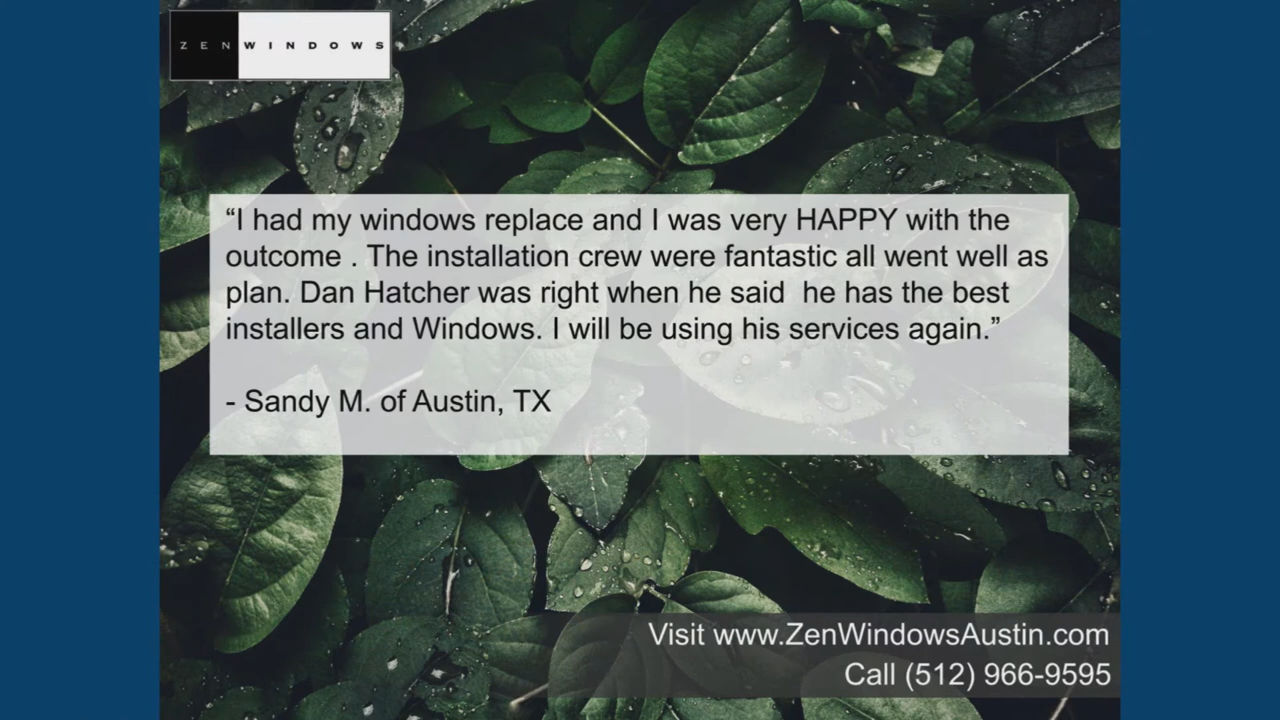 ZENWINDOWS
“I had my windows replace and I was very HAPPY with the
outcome . The installation crew were fantastic all went well as
plan. Dan Hatcher was right when he said  he has the best
installers and Windows. I will be using his services again.”
- Sandy M. of Austin, TX
Visit www.ZenWindowsAustin.com
Call (512) 966-9595